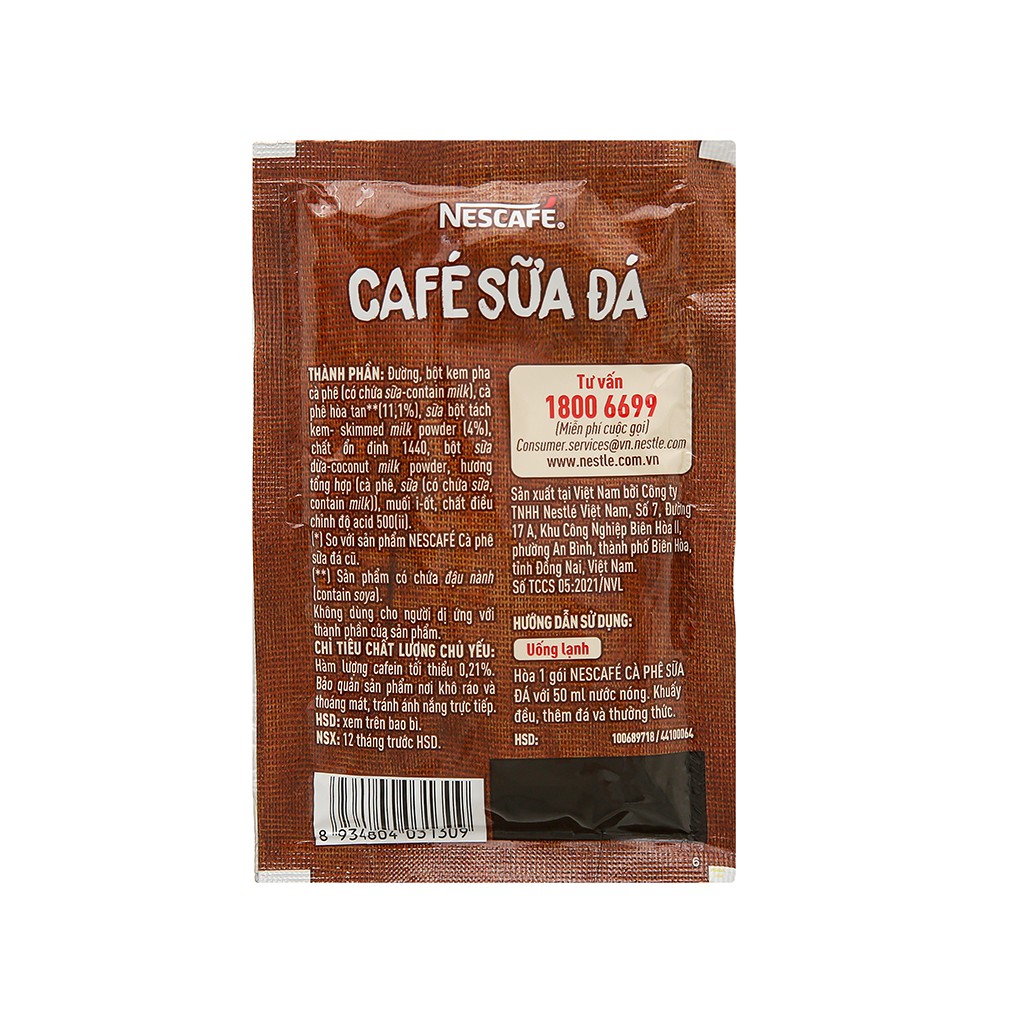 NESCAFÉ®
CAFÉ SỮA ĐÁ
THÀNH PHẦN: Đường, bột kem pha
cà phê (có chứa sữa-contain milk), cà
phê hòa tan**(11,1%), sữa bột tách
kem- skimmed milk powder (4%),
chất ổn định 1440, bột sữa
dừa-coconut milk powder, hương
tổng hợp (cà phê, sữa (có chứa sữa,
contain milk)), muối i-ốt, chất điều
chỉnh độ acid 500(ii).
(*) So với sản phẩm NESCAFÉ Cà phê
sữa đá cũ.
(**) Sản phẩm có chứa đậu nành
(contain soya).
Không dùng cho người dị ứng với
thành phần của sản phẩm.
CHỈ TIÊU CHẤT LƯỢNG CHỦ YẾU:
Hàm lượng cafein tối thiểu 0,21%.
Bảo quản sản phẩm nơi khô ráo và
thoáng mát, tránh ánh nắng trực tiếp.
HSD: xem trên bao bì.
NSX: 12 tháng trước HSD.
Tư vấn
1800 6699
(Miễn phí cuộc gọi)
Consumer.services@vn.nestle.com
www.nestle.com.vn
Sản xuất tại Việt Nam bởi Công ty
TNHH Nestlé Việt Nam, Số 7, Đường
17 A, Khu Công Nghiệp Biên Hòa II,
phường An Bình, thành phố Biên Hòa,
tỉnh Đồng Nai, Việt Nam.
Số TCCS 05:2021/NVL
HƯỚNG DẪN SỬ DỤNG:
Uống lạnh
Hòa 1 gói NESCAFÉ CÀ PHÊ SỮA
ĐÁ với 50 ml nước nóng. Khuấy
đều, thêm đá và thưởng thức.
HSD: 100689718 / 44100064
8 934804 031309
6